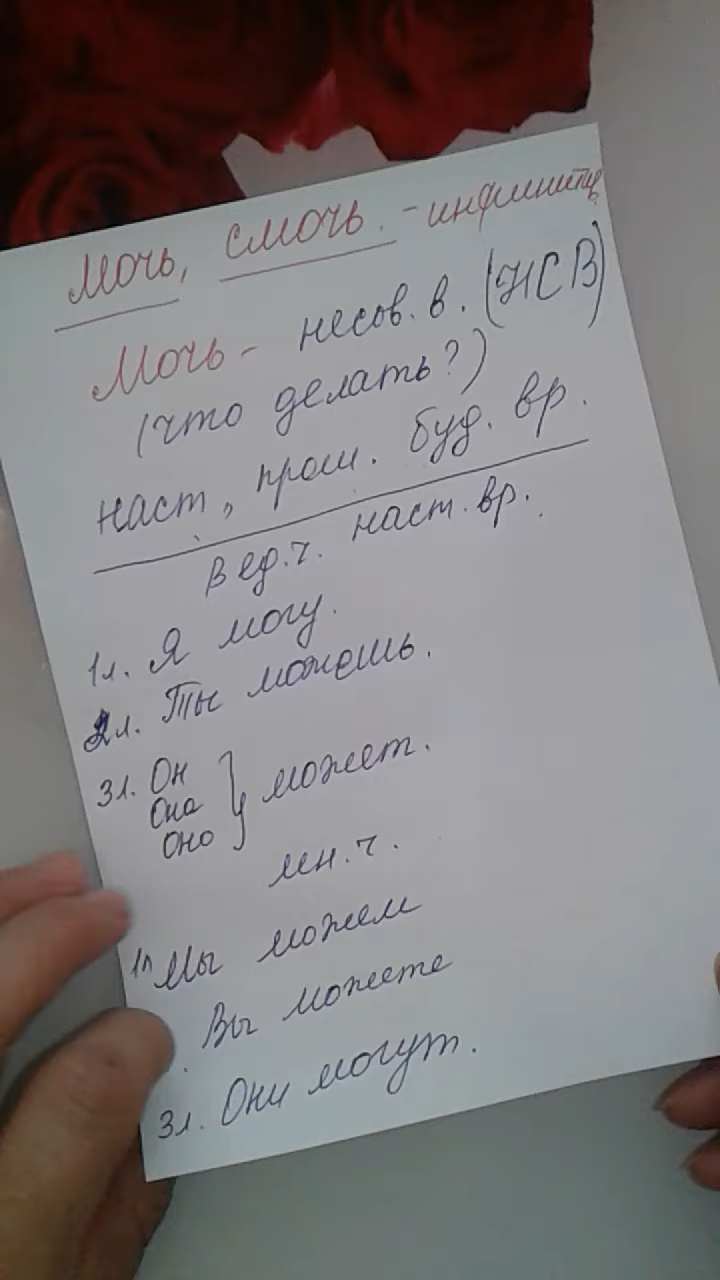 Мочь, смочь. - инфинитив
Мочь - несов. в. (НСВ)
(что делать?)
наст, прош. буд. вр.
в ед.ч. наст. вр.
1л. Я могу.
2л. Ты можешь.
3л. Он
Она } может.
Оно
мн. ч.
1л Мы можем
Вы можете
3л. Они могут.